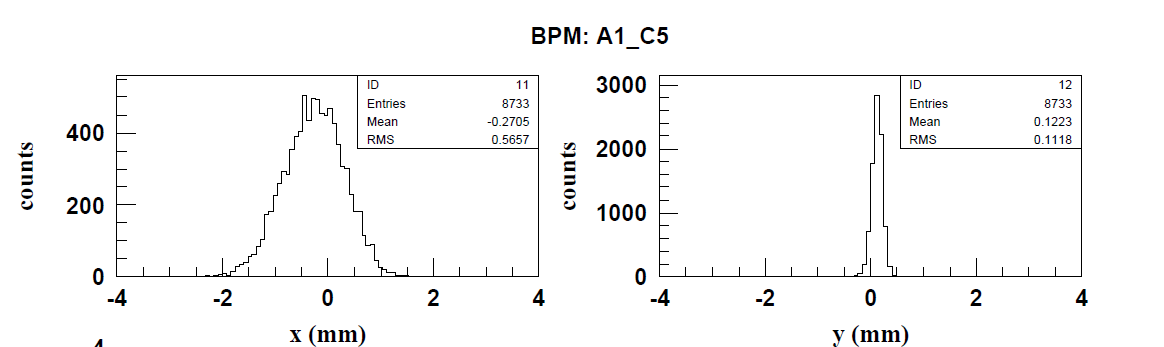 BPM: A1_C5
ID 11
Entries 8733
Mean -0.2705
RMS 0.5657
400
200
0
-4 -2 0 2 4
counts
x (mm)
ID 12
Entries 8733
Mean 0.1223
RMS 0.1118
3000
2000
1000
0
-4 -2 0 2 4
counts
y (mm)